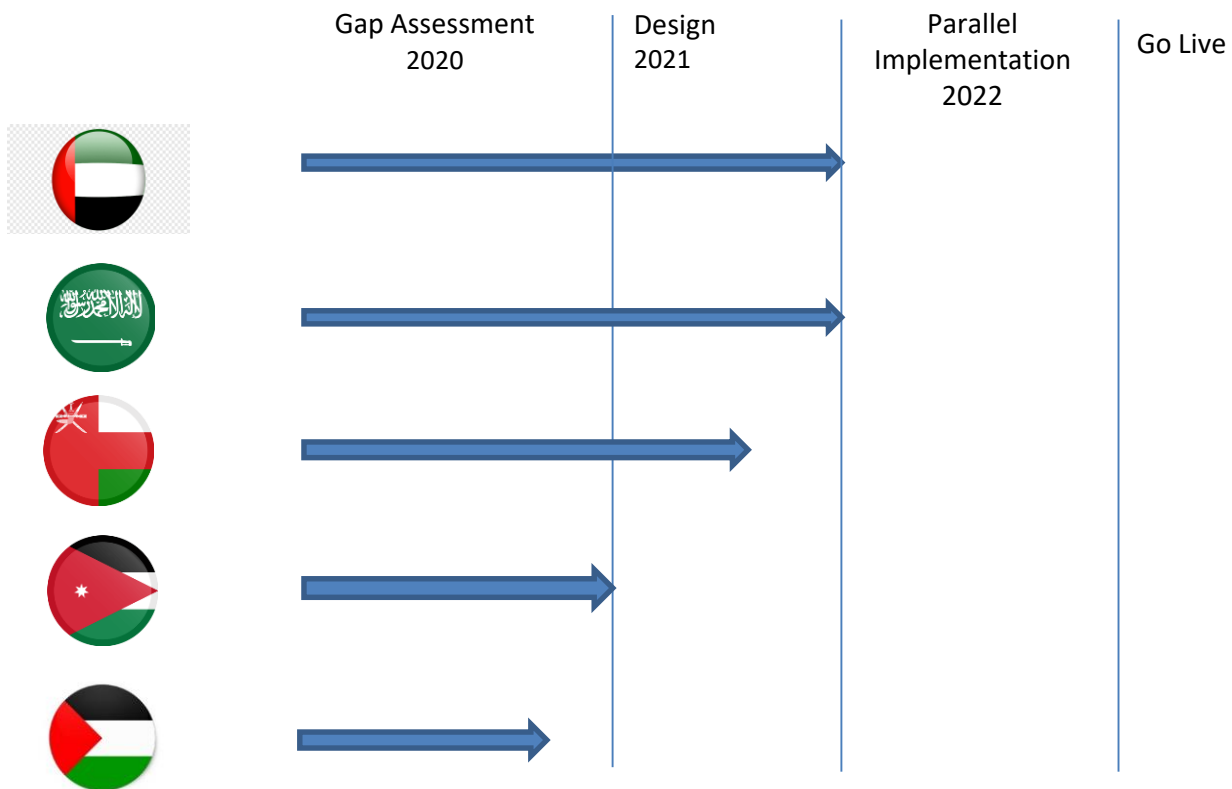 Gap Assessment
2020
Design
2021
Parallel
Implementation
2022
Go Live